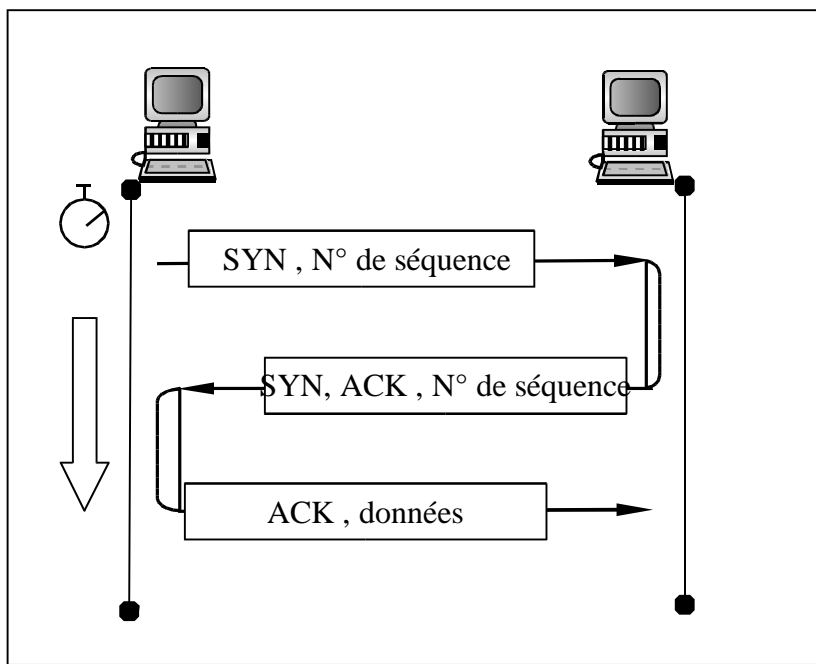 SYN , N° de séquence
SYN, ACK , N° de séquence
ACK , données